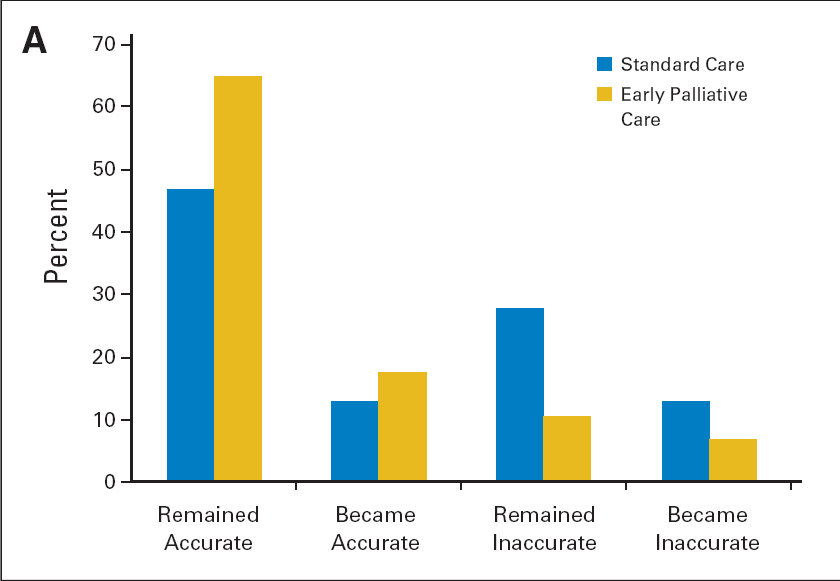 A
70
60
50
40
30
20
10
0
Percent
Standard Care
Early Palliative
Care
Remained
Accurate
Became
Accurate
Remained
Inaccurate
Became
Inaccurate